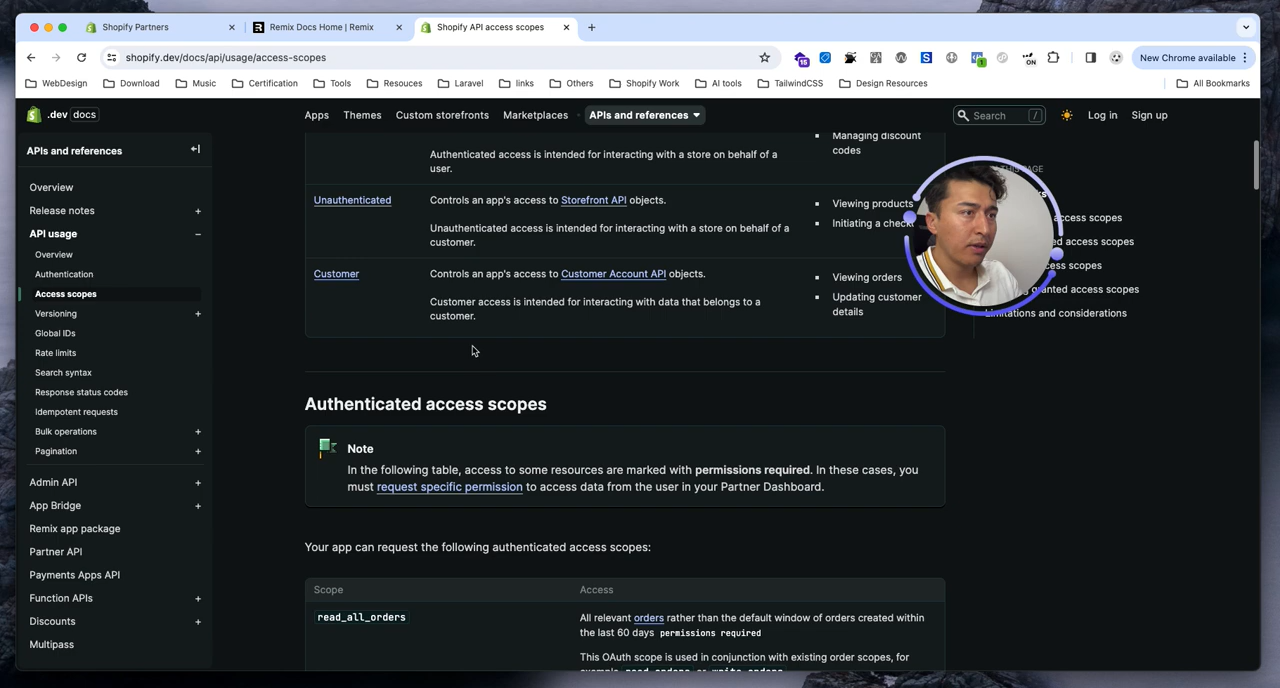 Shopify Partners
Remix Docs Home | Remix
Shopify API access scopes
shopify.dev/docs/api/usage/access-scopes
New Chrome available
WebDesign
Download
Music
Certification
Tools
Resouces
Laravel
links
Others
Shopify Work
AI tools
TailwindCSS
Design Resources
All Bookmarks
15
1
ON
.dev docs
Apps
Themes
Custom storefronts
Marketplaces
APIs and references
Search /
Log in
Sign up
APIs and references
Overview
Release notes
API usage
Overview
Authentication
Access scopes
Versioning
Global IDs
Rate limits
Search syntax
Response status codes
Idempotent requests
Bulk operations
Pagination
Admin API
App Bridge
Remix app package
Partner API
Payments Apps API
Function APIs
Discounts
Multipass
Authenticated access is intended for interacting with a store on behalf of a
user.
Managing discount
codes
Unauthenticated
Controls an app's access to Storefront API objects.
Unauthenticated access is intended for interacting with a store on behalf of a
customer.
Viewing products
Initiating a
Customer
Controls an app's access to Customer Account API objects.
Customer access is intended for interacting with data that belongs to a
customer.
Viewing orders
Updating customer
details
PAGE
access scopes
access scopes
scopes
granted access scopes
Limitations and considerations
Authenticated access scopes
Note
In the following table, access to some resources are marked with permissions required. In these cases, you
must request specific permission to access data from the user in your Partner Dashboard.
Your app can request the following authenticated access scopes:
Scope
Access
read_all_orders
All relevant orders rather than the default window of orders created within
the last 60 days permissions required
This OAuth scope is used in conjunction with existing order scopes, for